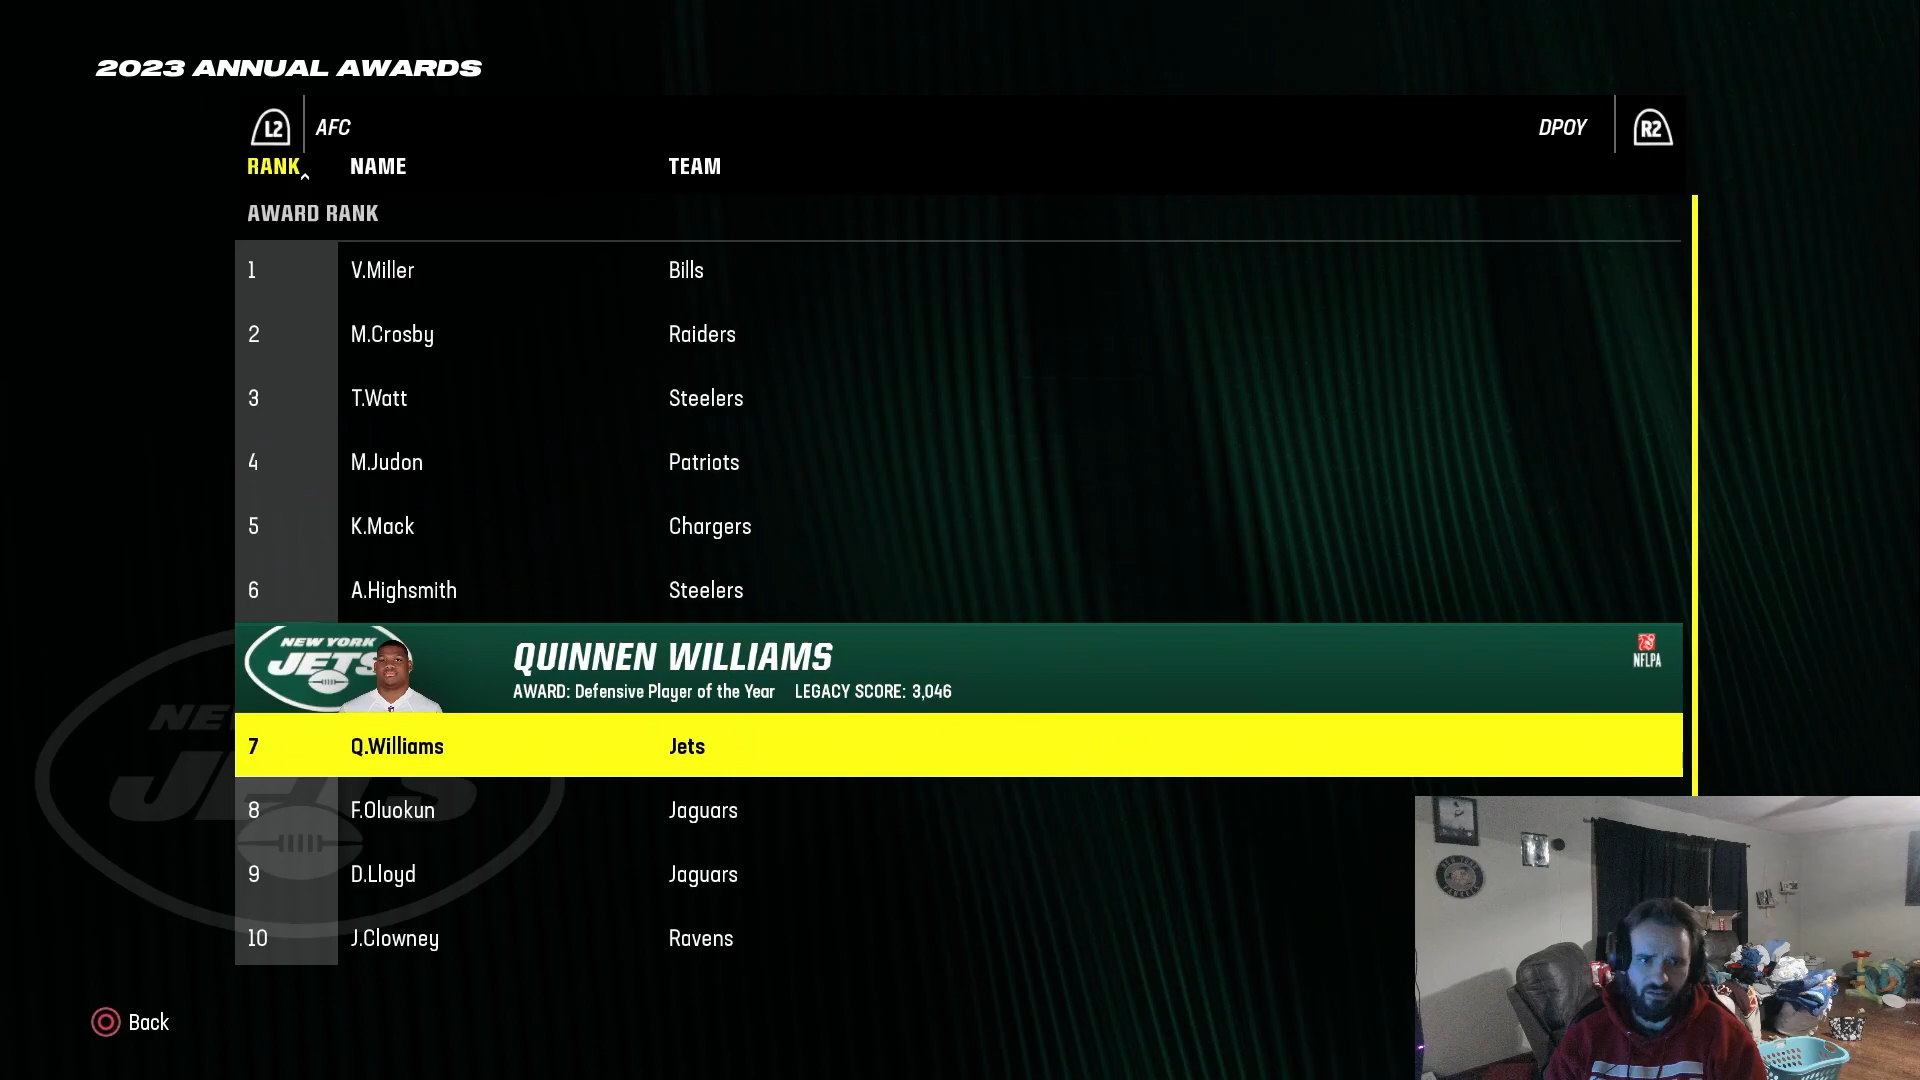 2023 ANNUAL AWARDS
L2 AFC DPOY R2
RANK NAME TEAM
AWARD RANK
1 V.Miller Bills
2 M.Crosby Raiders
3 T.Watt Steelers
4 M.Judon Patriots
5 K.Mack Chargers
6 A.Highsmith Steelers
NEW YORK
JETS
QUINNEN WILLIAMS
AWARD: Defensive Player of the Year LEGACY SCORE: 3,046
NFLPA
7 Q.Williams Jets
8 F.Oluokun Jaguars
9 D.Lloyd Jaguars
10 J.Clowney Ravens
NEW
JETS
Back